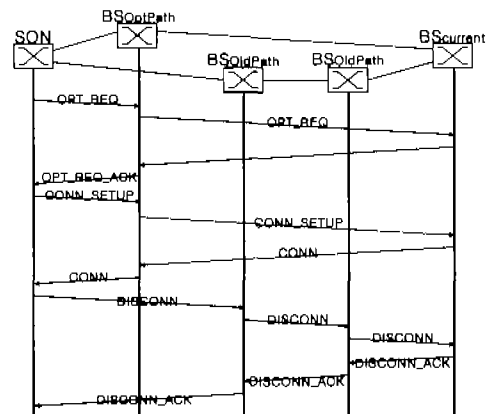 BSOptPath
SON
BScurrent
BSOldPath
BSOldPath
OPT_REQ
OPT_REQ
OPT_REQ_ACK
CONN_SETUP
CONN_SETUP
CONN
CONN
DISCONN
DISCONN
DISCONN
DISCONN_ACK
DISCONN_ACK
DISCONN_ACK